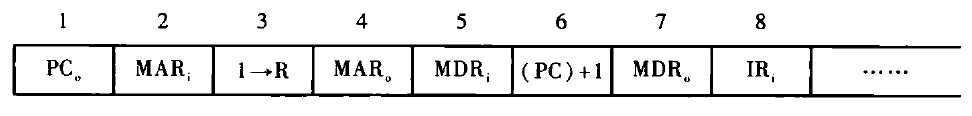 1 2 3 4 5 6 7 8
PCₒ MARᵢ 1→R MARₒ MDRᵢ (PC)+1 MDRₒ IRᵢ ……